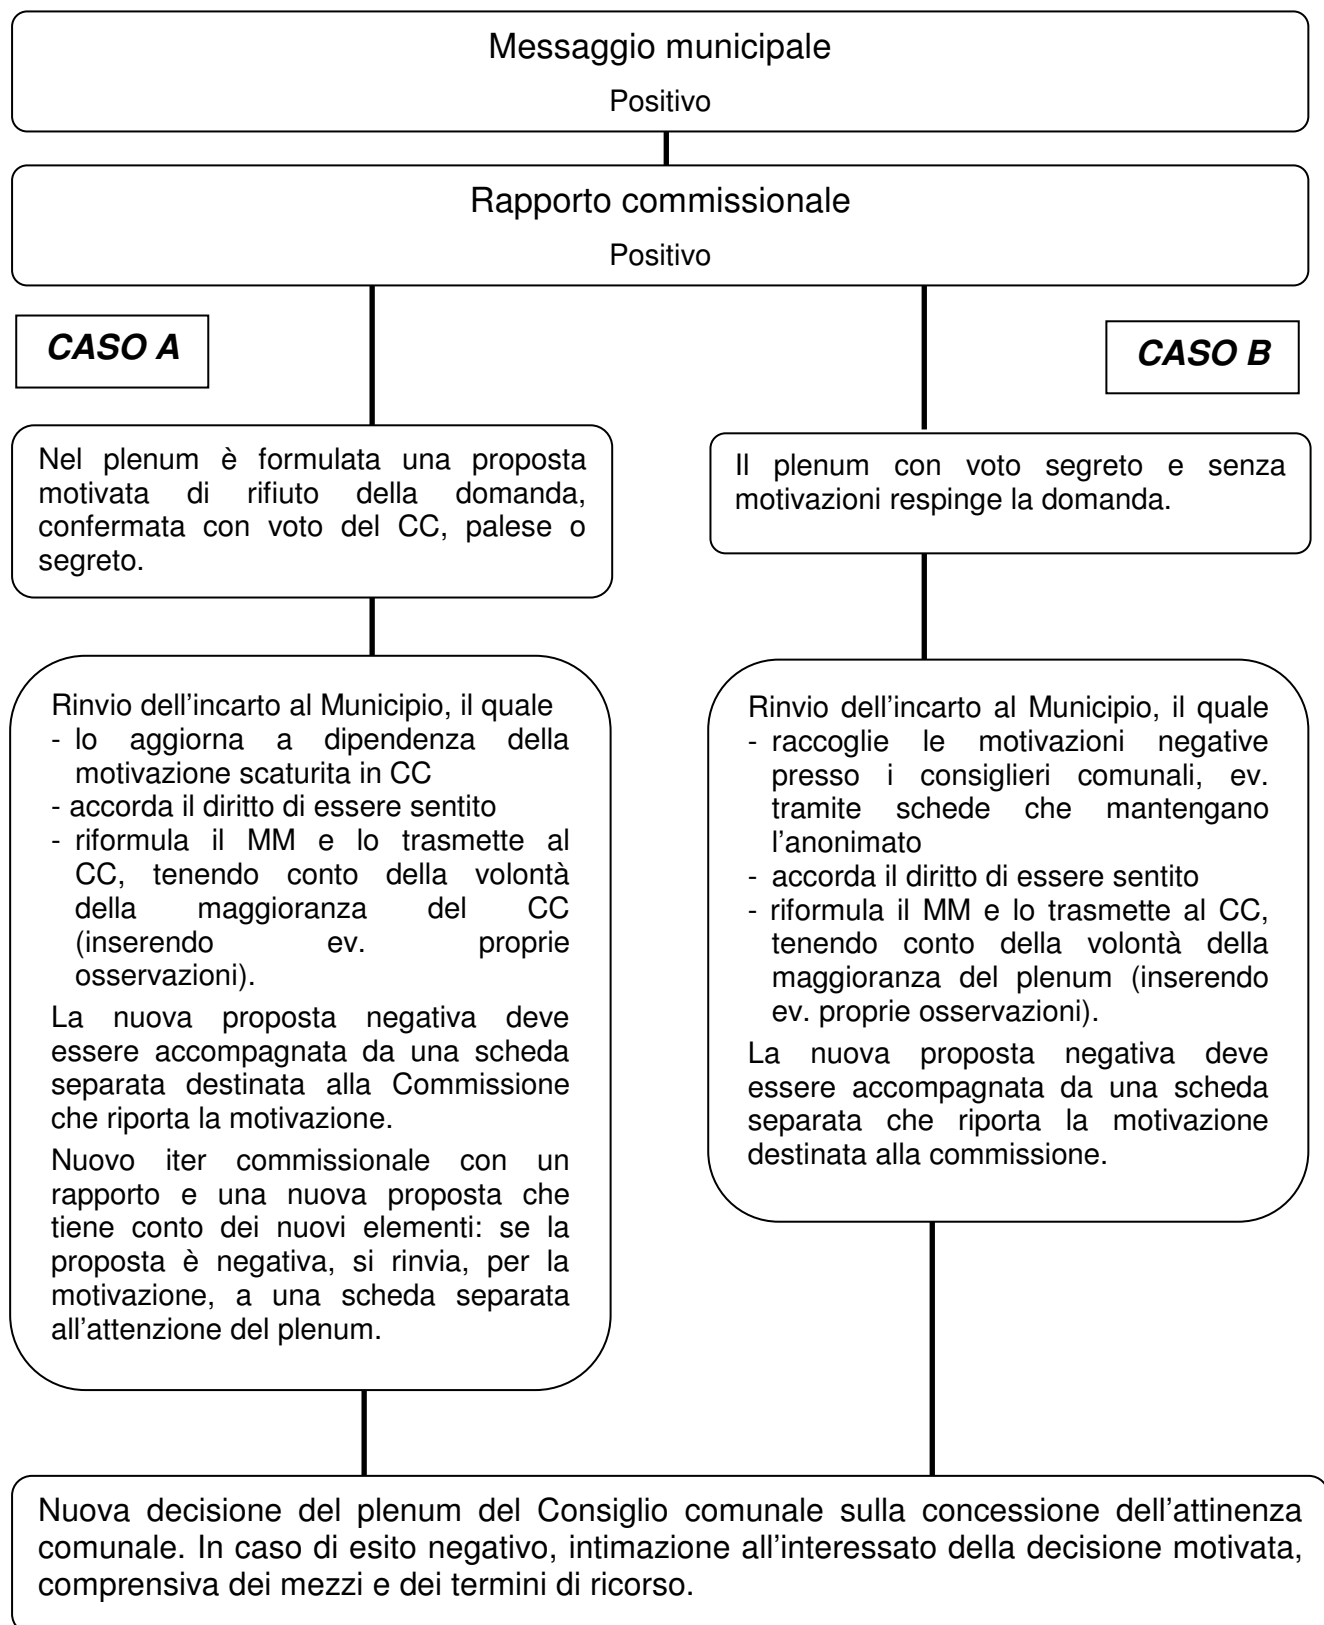 Messaggio municipale
Positivo
Rapporto commissionale
Positivo
CASO A
CASO B
Nel plenum è formulata una proposta
motivata di rifiuto della domanda,
confermata con voto del CC, palese o
segreto.
Il plenum con voto segreto e senza
motivazioni respinge la domanda.
Rinvio dell'incarto al Municipio, il quale
- lo aggiorna a dipendenza della
motivazione scaturita in CC
- accorda il diritto di essere sentito
- riformula il MM e lo trasmette al
CC, tenendo conto della volontà
della maggioranza del CC
(inserendo ev. proprie
osservazioni).
La nuova proposta negativa deve
essere accompagnata da una scheda
separata destinata alla Commissione
che riporta la motivazione.
Nuovo iter commissionale con un
rapporto e una nuova proposta che
tiene conto dei nuovi elementi: se la
proposta è negativa, si rinvia, per la
motivazione, a una scheda separata
all'attenzione del plenum.
Rinvio dell'incarto al Municipio, il quale
- raccoglie le motivazioni negative
presso i consiglieri comunali, ev.
tramite schede che mantengano
l'anonimato
- accorda il diritto di essere sentito
- riformula il MM e lo trasmette al CC,
tenendo conto della volontà della
maggioranza del plenum (inserendo
ev. proprie osservazioni).
La nuova proposta negativa deve
essere accompagnata da una scheda
separata che riporta la motivazione
destinata alla commissione.
Nuova decisione del plenum del Consiglio comunale sulla concessione dell'attinenza
comunale. In caso di esito negativo, intimazione all'interessato della decisione motivata,
comprensiva dei mezzi e dei termini di ricorso.